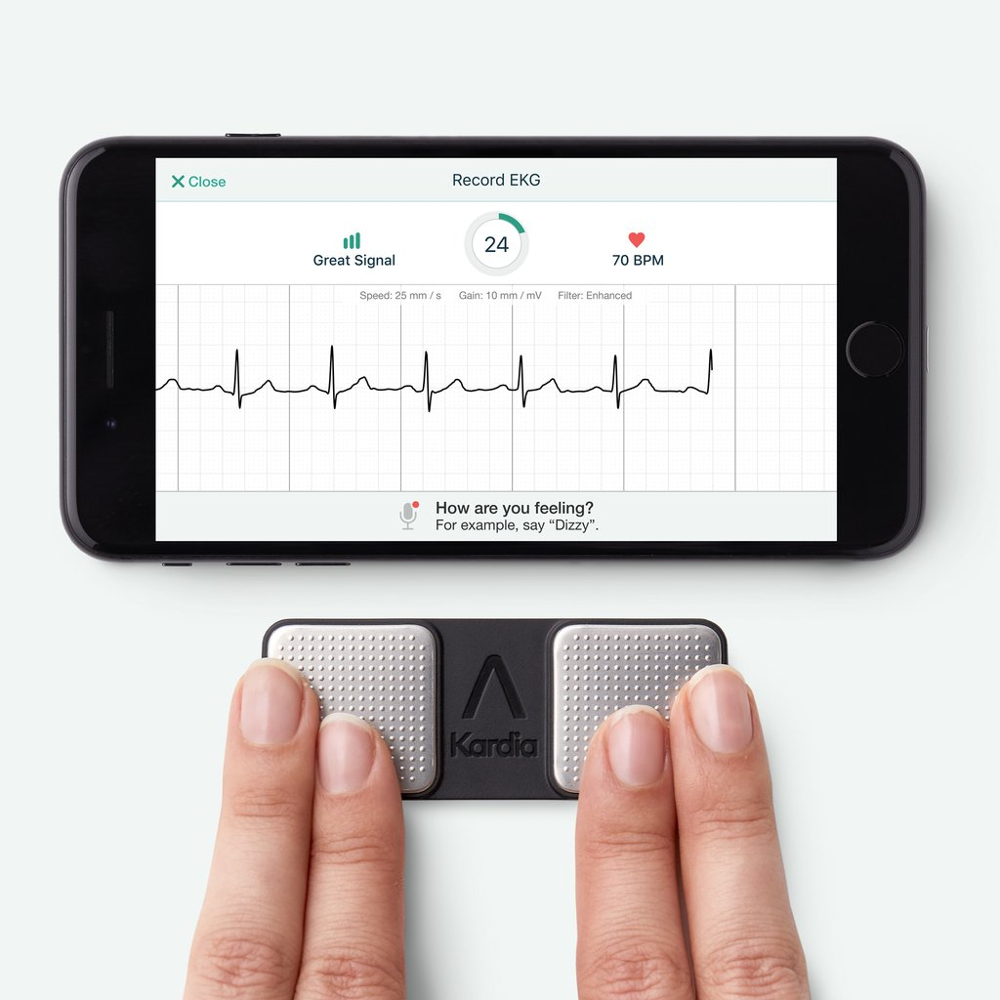 Close
Record EKG
Great Signal
24
70 BPM
Speed: 25 mm / s Gain: 10 mm / mV Filter: Enhanced
How are you feeling?
For example, say “Dizzy”.
Kardia